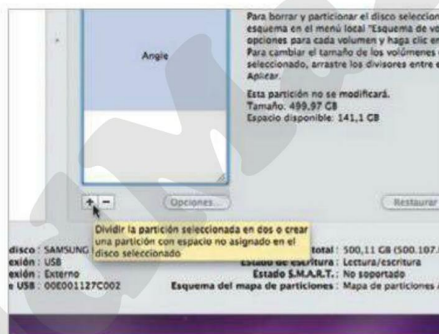 Para borrar y particionar el disco seleccion
esquema en el menú local "Esquema de vo
opciones para cada volumen y haga clic en
Para cambiar el tamaño de los volúmenes
seleccionado, arrastre los divisores entre e
Aplicar.
Angie
Esta partición no se modificará.
Tamaño: 499,97 GB
Espacio disponible: 141,1 GB
+ -
Opciones...
Restaurar
Dividir la partición seleccionada en dos o crear
una partición con espacio no asignado en el
disco seleccionado
disco : SAMSUNG
total : 500,11 GB (500.107.
exión : USB
Estado de escritura : Lectura/escritura
exión : Externo
Estado S.M.A.R.T. : No soportado
e USB : 00E001127C002
Esquema del mapa de particiones : Mapa de particiones